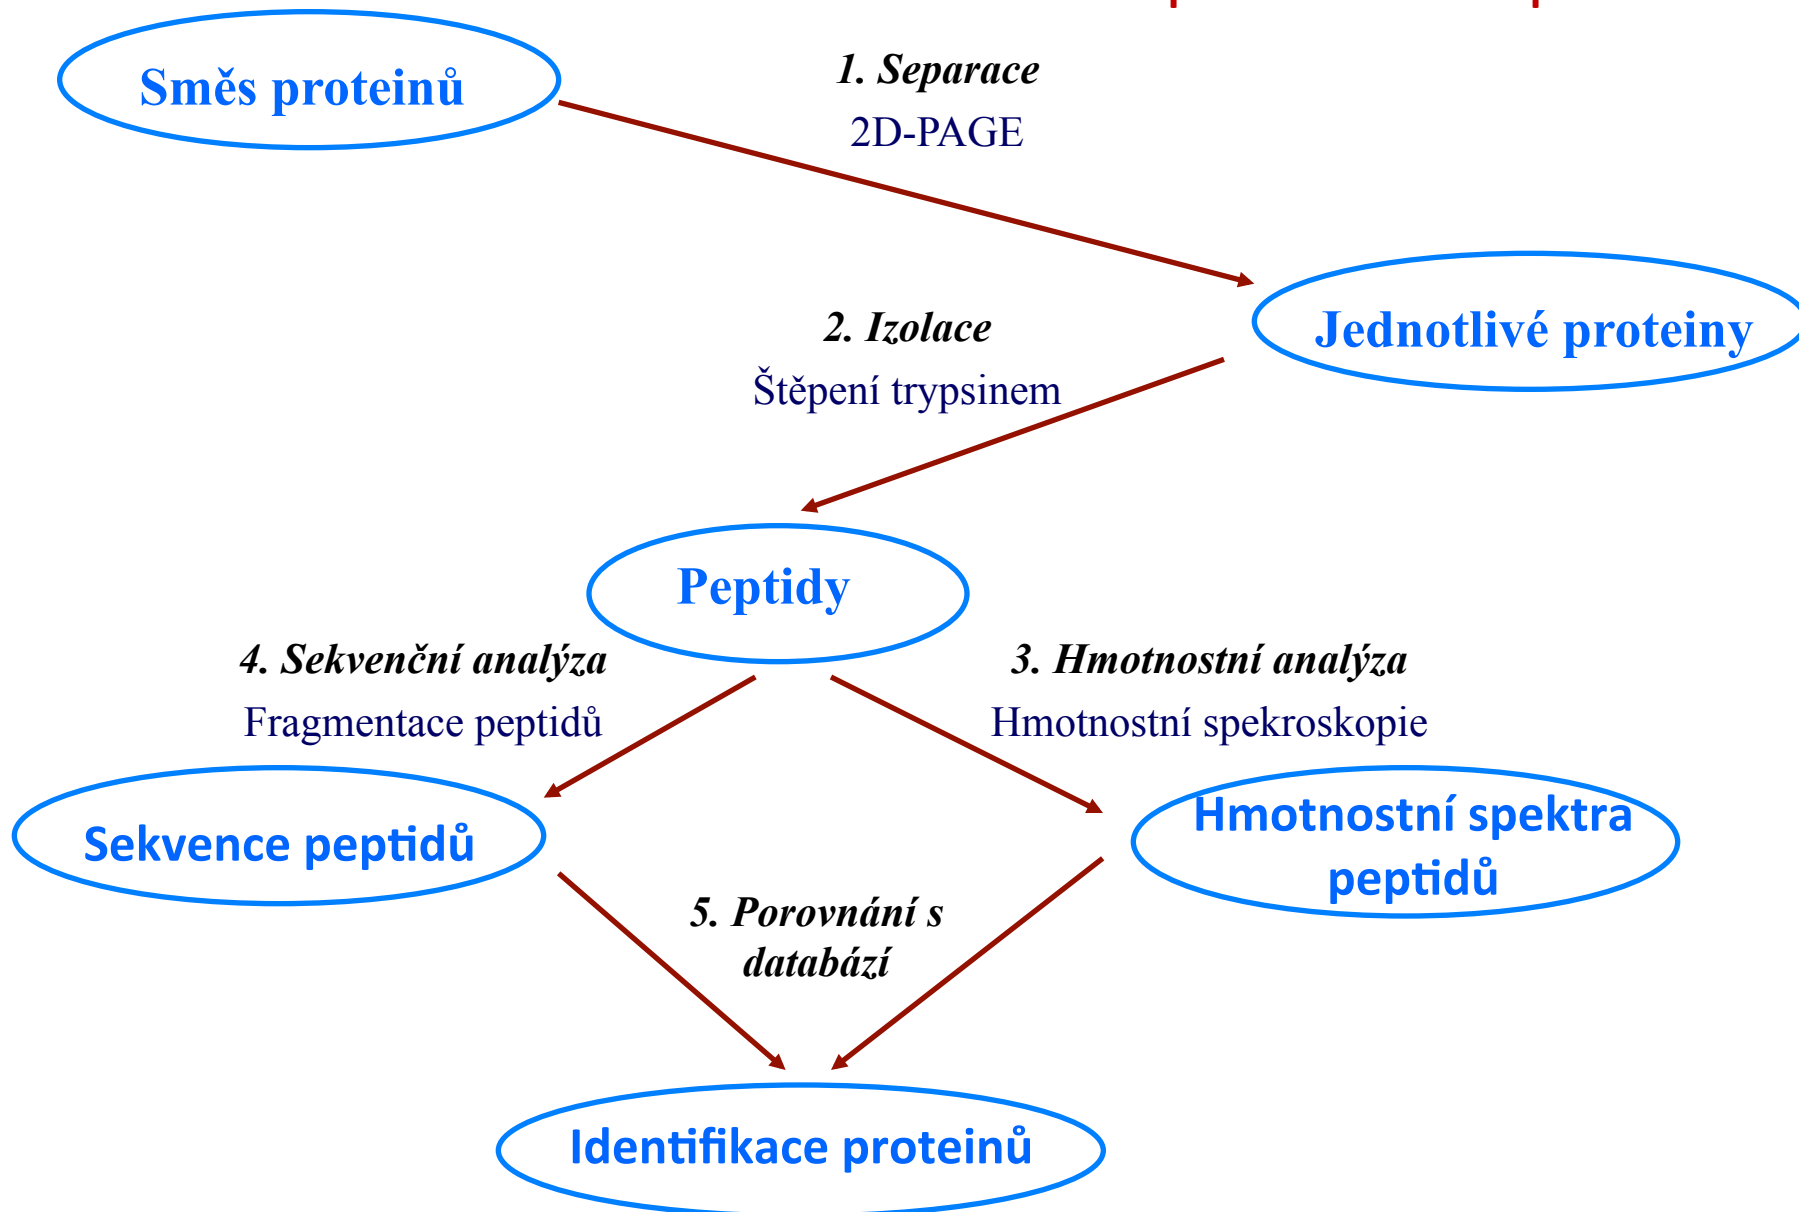 Směs proteinů
1. Separace
2D-PAGE
Jednotlivé proteiny
2. Izolace
Štěpení trypsinem
Peptidy
4. Sekvenční analýza
Fragmentace peptidů
3. Hmotnostní analýza
Hmotnostní spekroskopie
Sekvence peptidů
Hmotnostní spektra
peptidů
5. Porovnání s
databází
Identifikace proteinů